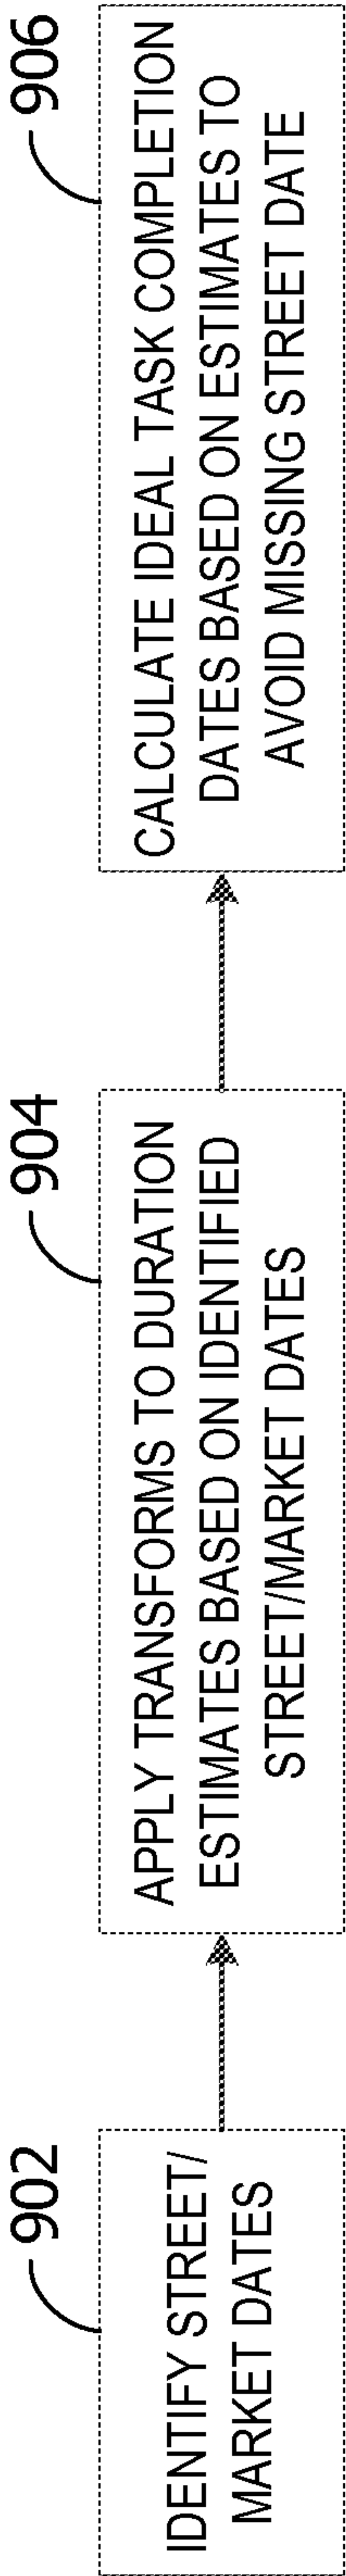 902
IDENTIFY STREET/
MARKET DATES
904
APPLY TRANSFORMS TO DURATION
ESTIMATES BASED ON IDENTIFIED
STREET/MARKET DATES
906
CALCULATE IDEAL TASK COMPLETION
DATES BASED ON ESTIMATES TO
AVOID MISSING STREET DATE